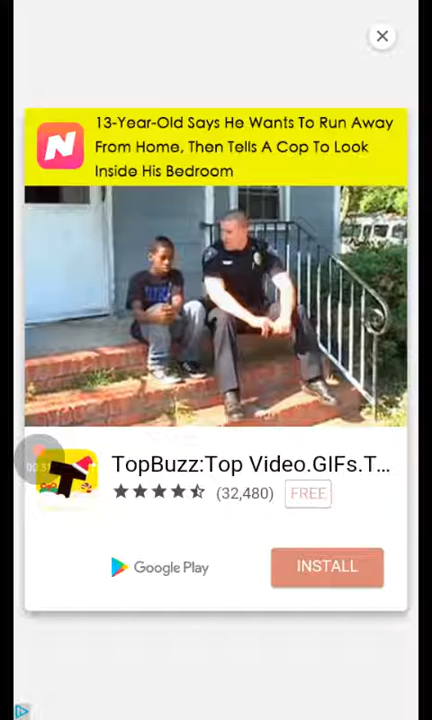 13-Year-Old Says He Wants To Run Away
From Home, Then Tells A Cop To Look
Inside His Bedroom
TopBuzz:Top Video.GIFs.T...
(32,480) FREE
Google Play
INSTALL